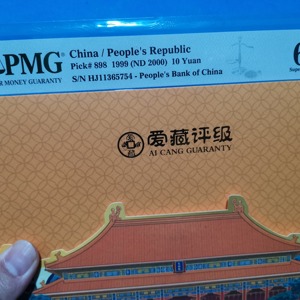 PMG
China / People's Republic
Pick# 898 1999 (ND 2000) 10 Yuan
MONEY GUARANTY
S/N HJ11365754 - People's Bank of China
爱藏评级
AI CANG GUARANTY